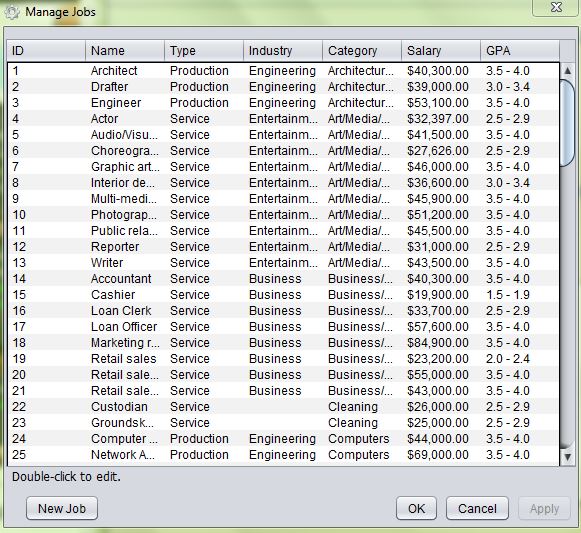 Manage Jobs
ID Name Type Industry Category Salary GPA
1 Architect Production Engineering Architectur... $40,300.00 3.5 - 4.0
2 Drafter Production Engineering Architectur... $39,000.00 3.0 - 3.4
3 Engineer Production Engineering Architectur... $53,100.00 3.5 - 4.0
4 Actor Service Entertainm... Art/Media/... $32,397.00 2.5 - 2.9
5 Audio/Visu... Service Entertainm... Art/Media/... $41,500.00 3.5 - 4.0
6 Choreogra... Service Entertainm... Art/Media/... $27,626.00 2.5 - 2.9
7 Graphic art... Service Entertainm... Art/Media/... $46,000.00 3.5 - 4.0
8 Interior de... Service Entertainm... Art/Media/... $36,600.00 3.0 - 3.4
9 Multi-medi... Service Entertainm... Art/Media/... $45,900.00 3.5 - 4.0
10 Photograp... Service Entertainm... Art/Media/... $51,200.00 3.5 - 4.0
11 Public rela... Service Entertainm... Art/Media/... $45,500.00 3.5 - 4.0
12 Reporter Service Entertainm... Art/Media/... $31,000.00 2.5 - 2.9
13 Writer Service Entertainm... Art/Media/... $43,500.00 3.5 - 4.0
14 Accountant Service Business Business/... $40,300.00 3.5 - 4.0
15 Cashier Service Business Business/... $19,900.00 1.5 - 1.9
16 Loan Clerk Service Business Business/... $33,700.00 2.5 - 2.9
17 Loan Officer Service Business Business/... $57,600.00 3.5 - 4.0
18 Marketing r... Service Business Business/... $84,900.00 3.5 - 4.0
19 Retail sales Service Business Business/... $23,200.00 2.0 - 2.4
20 Retail sale... Service Business Business/... $55,000.00 3.5 - 4.0
21 Retail sale... Service Business Business/... $43,000.00 3.5 - 4.0
22 Custodian Service Cleaning $26,000.00 2.5 - 2.9
23 Groundsk... Service Cleaning $25,000.00 2.5 - 2.9
24 Computer ... Production Engineering Computers $44,000.00 3.5 - 4.0
25 Network A... Production Engineering Computers $69,000.00 3.5 - 4.0
Double-click to edit.
New Job OK Cancel Apply